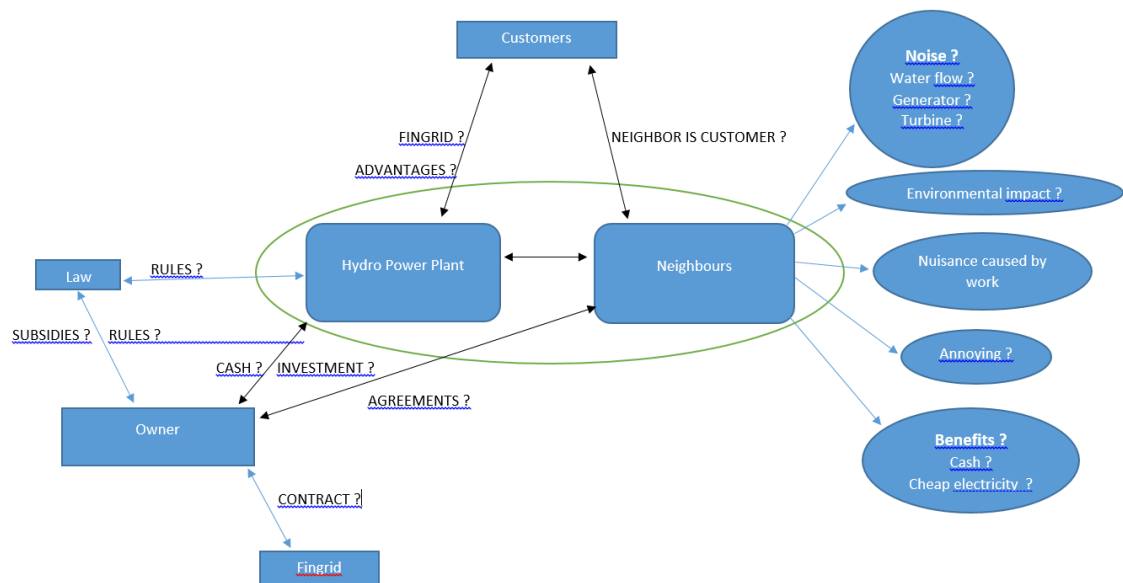 Customers
Noise ?
Water flow ?
Generator ?
Turbine ?
FINGRID ?
NEIGHBOR IS CUSTOMER ?
ADVANTAGES ?
Environmental impact ?
Hydro Power Plant
Neighbours
Nuisance caused by
work
Law
RULES ?
SUBSIDIES ?
RULES ?
Annoying ?
CASH ?
INVESTMENT ?
AGREEMENTS ?
Owner
Benefits ?
Cash ?
Cheap electricity ?
CONTRACT ?
Fingrid